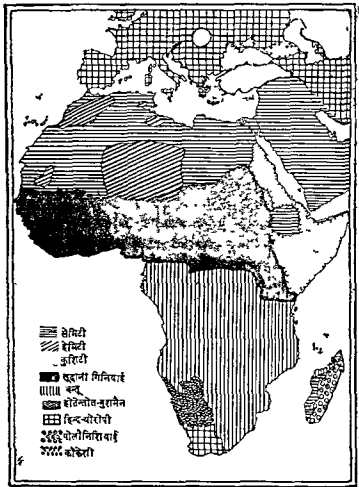 सेमिटी
हेमिटी
कुशिटी
सूडानी गिनियाई
बन्तू
होतेन्तोत-बुशमैन
हिन्द-योरोपी
पोलीनिशियाई
काकेशी